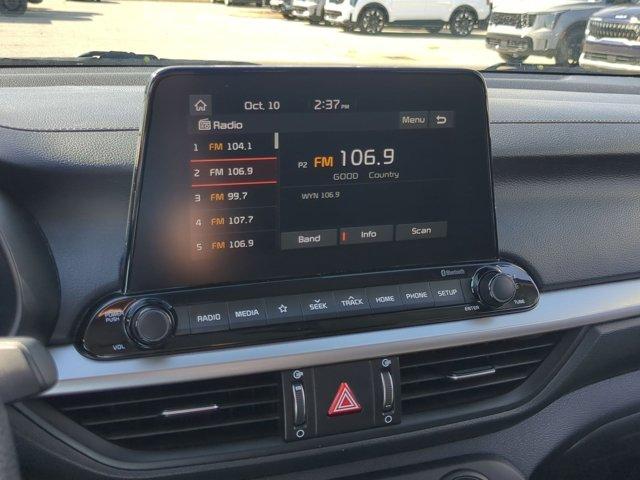 Oct. 10 2:37 PM
Radio Menu
1 FM 104.1
2 FM 106.9
3 FM 99.7
4 FM 107.7
5 FM 106.9
P2 FM 106.9
GOOD Country
WYN 106.9
Band Info Scan
Bluetooth
PUSH
VOL
RADIO MEDIA SEEK TRACK HOME PHONE SETUP
ENTER TUNE